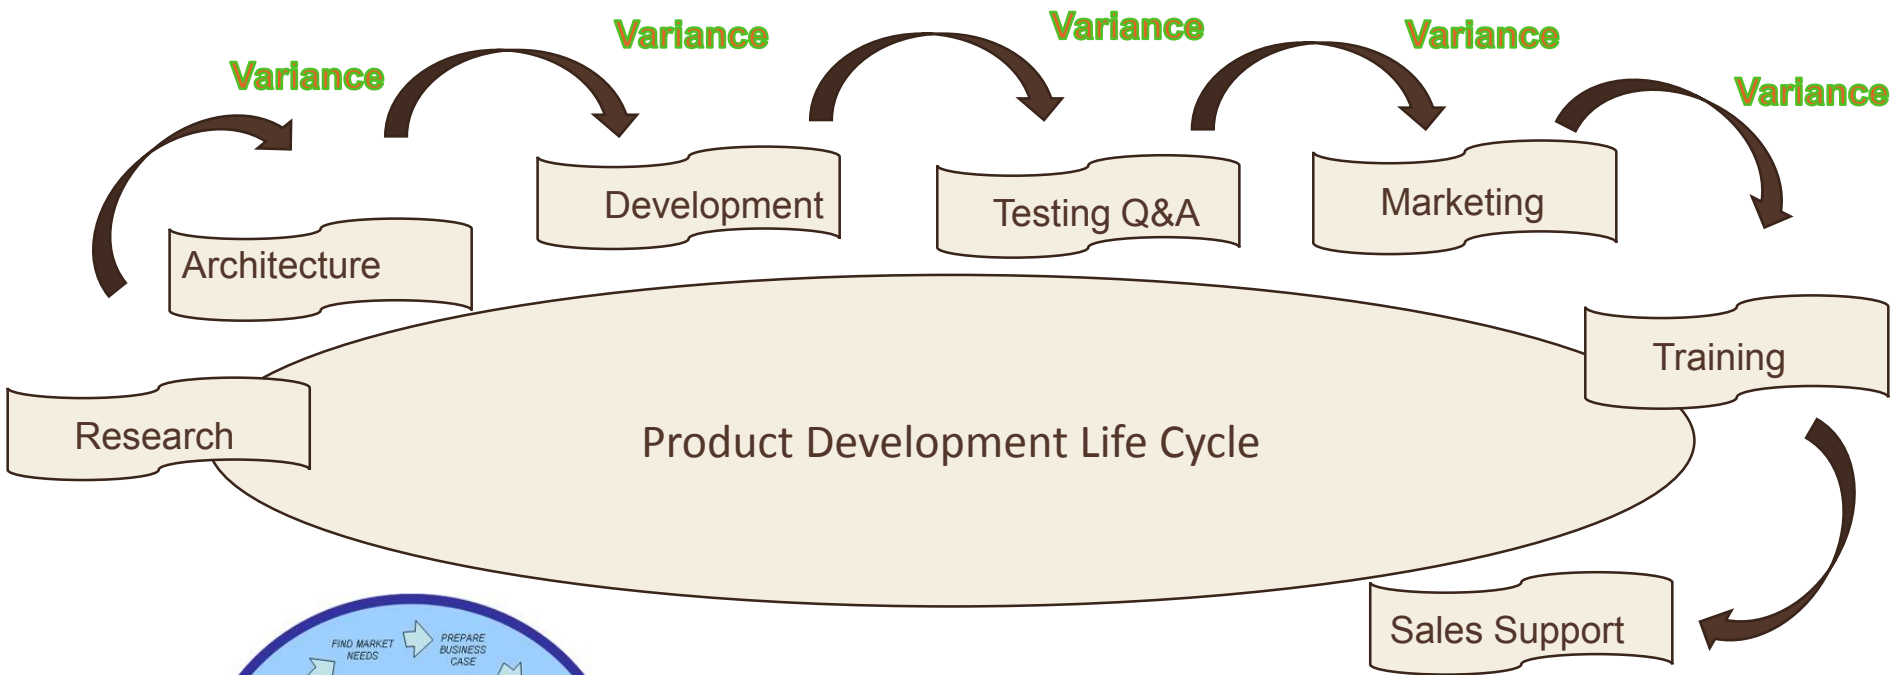 Variance
Variance
Variance
Variance
Variance
Development
Testing Q&A
Marketing
Architecture
Training
Research
Product Development Life Cycle
Sales Support
FIND MARKET
NEEDS
PREPARE
BUSINESS
CASE